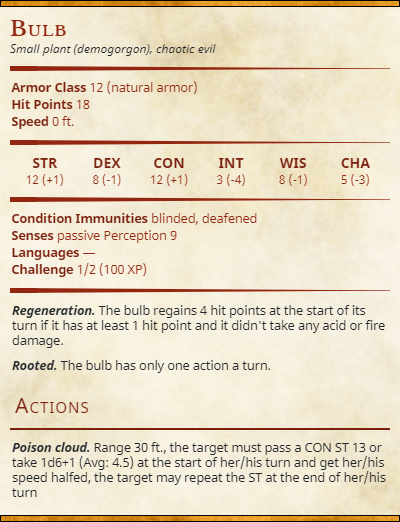 Bulb
Small plant (demogorgon), chaotic evil
Armor Class 12 (natural armor)
Hit Points 18
Speed 0 ft.
STR DEX CON INT WIS CHA
12 (+1) 8 (-1) 12 (+1) 3 (-4) 8 (-1) 5 (-3)
Condition Immunities blinded, deafened
Senses passive Perception 9
Languages —
Challenge 1/2 (100 XP)
Regeneration. The bulb regains 4 hit points at the start of its
turn if it has at least 1 hit point and it didn't take any acid or fire
damage.
Rooted. The bulb has only one action a turn.
Actions
Poison cloud. Range 30 ft., the target must pass a CON ST 13 or
take 1d6+1 (Avg: 4.5) at the start of her/his turn and get her/his
speed halfed, the target may repeat the ST at the end of her/his
turn